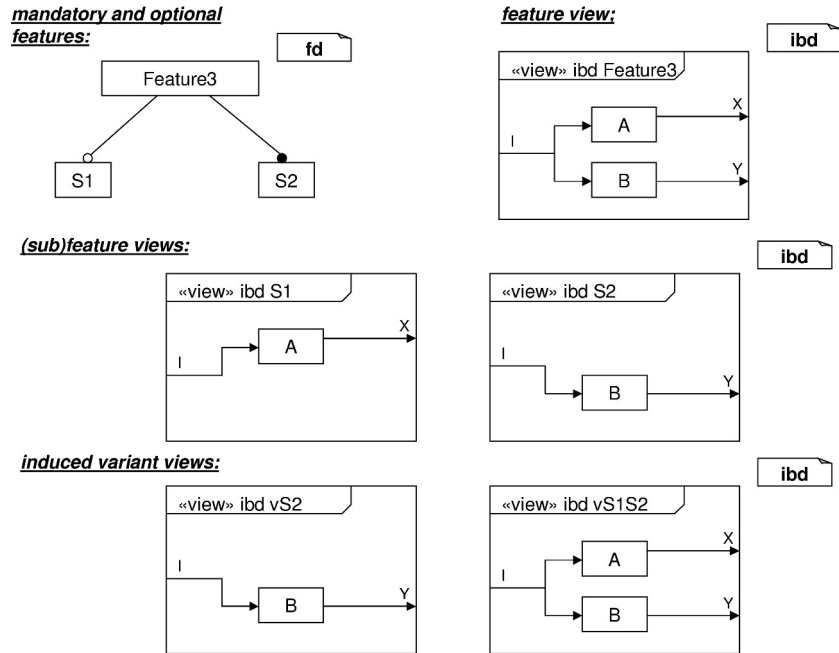 mandatory and optional
features:
fd
Feature3
S1
S2
feature view;
ibd
«view» ibd Feature3
I
A
X
B
Y
(sub)feature views:
ibd
«view» ibd S1
I
A
X
«view» ibd S2
I
B
Y
induced variant views:
ibd
«view» ibd vS2
I
B
Y
«view» ibd vS1S2
I
A
X
B
Y